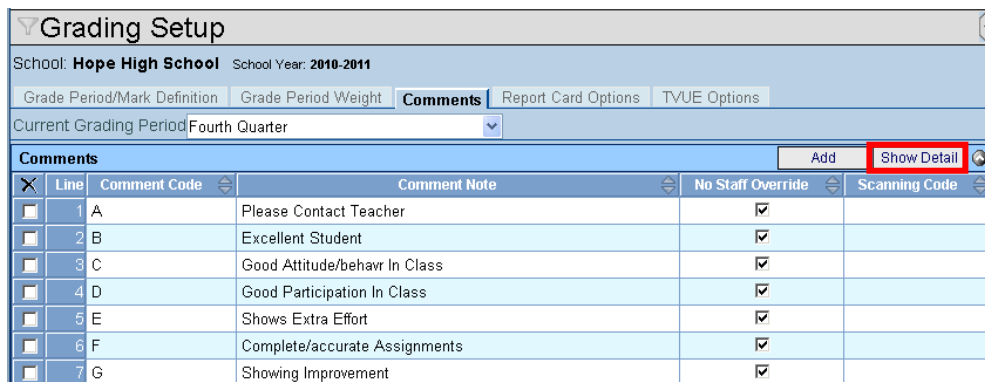 Grading Setup
School: Hope High School School Year: 2010-2011
Grade Period/Mark Definition Grade Period Weight Comments Report Card Options TVUE Options
Current Grading Period Fourth Quarter
Comments Add Show Detail
X Line Comment Code Comment Note No Staff Override Scanning Code
1 A Please Contact Teacher
2 B Excellent Student
3 C Good Attitude/behavr In Class
4 D Good Participation In Class
5 E Shows Extra Effort
6 F Complete/accurate Assignments
7 G Showing Improvement